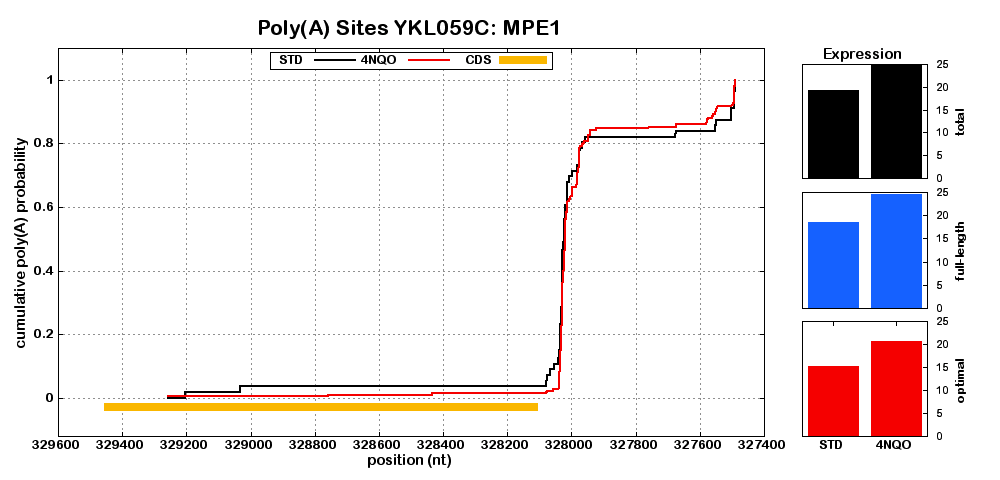 Poly(A) Sites YKL059C: MPE1
STD 4NQO CDS
cumulative poly(A) probability
1
0.8
0.6
0.4
0.2
0
329600 329400 329200 329000 328800 328600 328400 328200 328000 327800 327600 327400
position (nt)
Expression
25
20
15
10
5
0
total
25
20
15
10
5
0
full-length
25
20
15
10
5
0
optimal
STD 4NQO